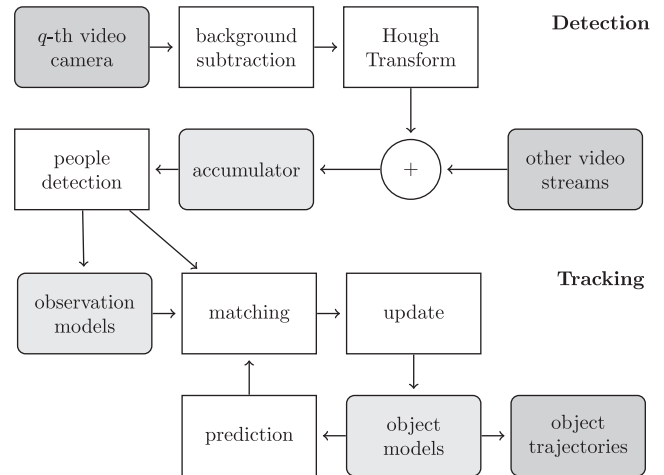 Detection
q-th video
camera
background
subtraction
Hough
Transform
people
detection
accumulator
+
other video
streams
Tracking
observation
models
matching
update
prediction
object
models
object
trajectories